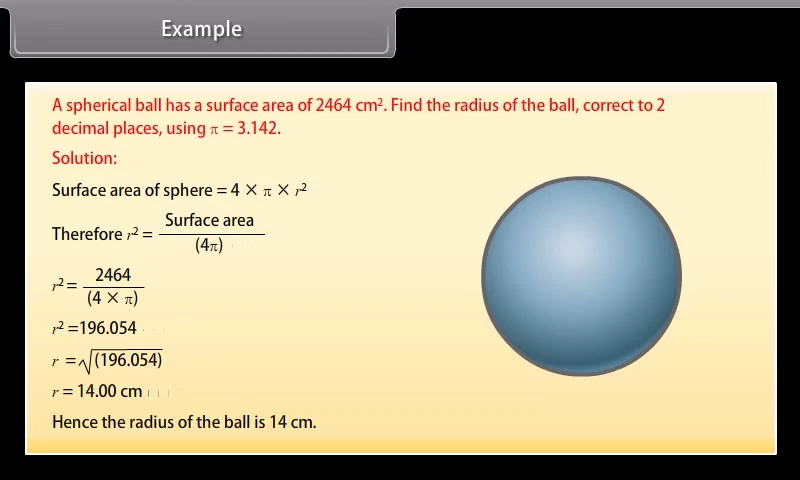 Example
A spherical ball has a surface area of 2464 cm². Find the radius of the ball, correct to 2
decimal places, using π = 3.142.
Solution:
Surface area of sphere = 4 × π × r²
Therefore r² = Surface area / (4π)
r² = 2464 / (4 × π)
r² =196.054
r = √(196.054)
r = 14.00 cm
Hence the radius of the ball is 14 cm.